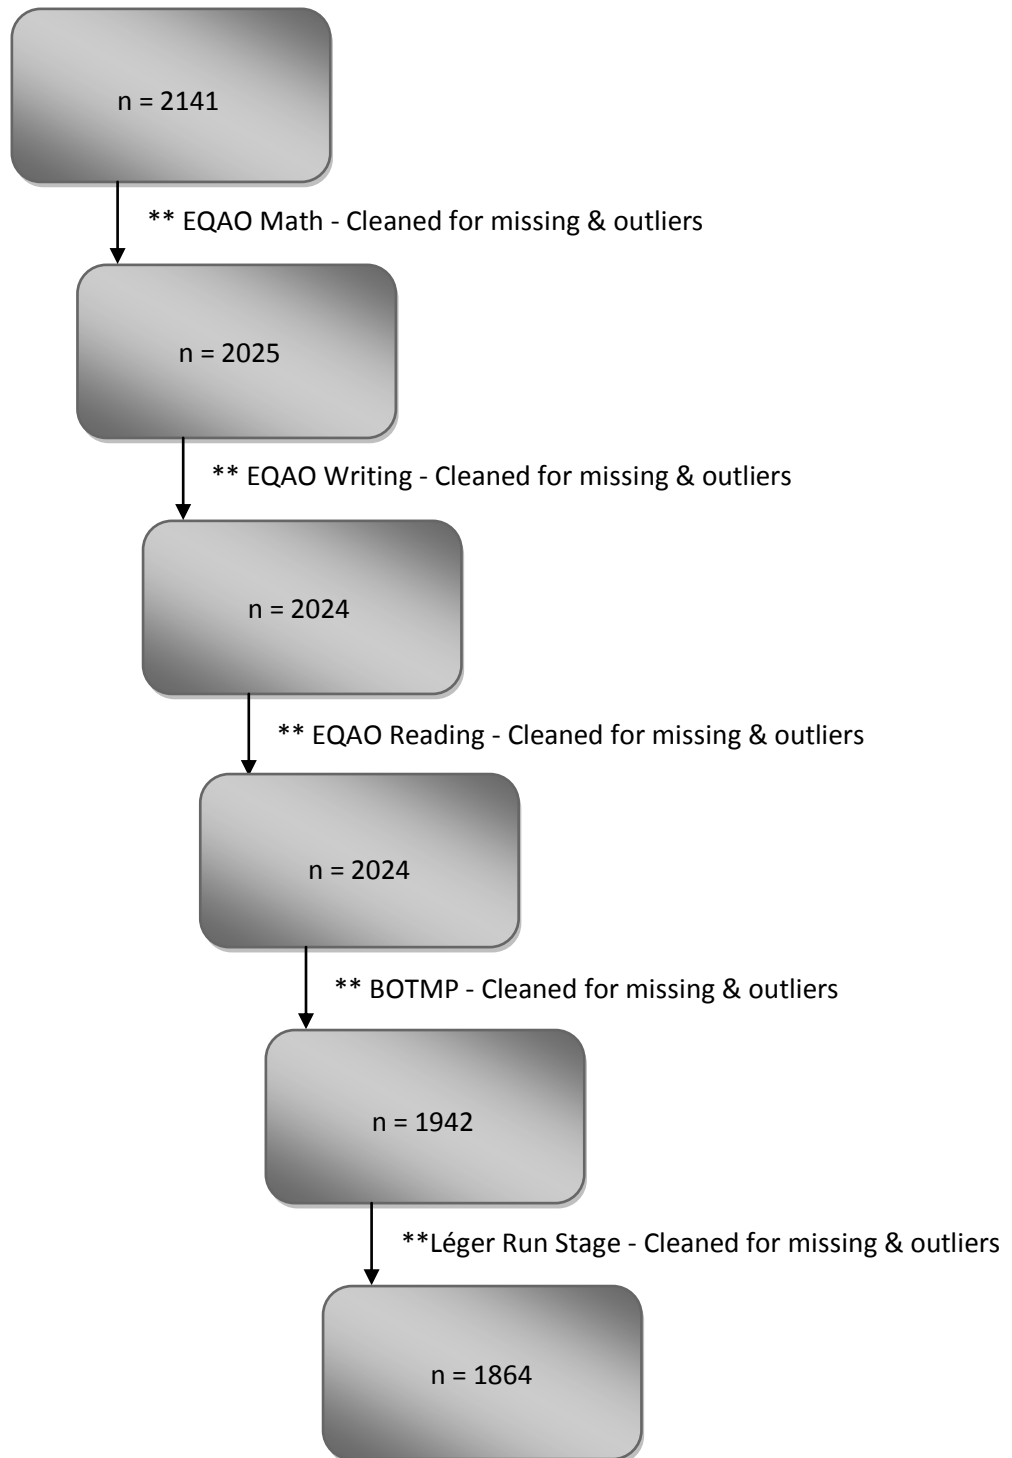 n = 2141
** EQAO Math - Cleaned for missing & outliers
n = 2025
** EQAO Writing - Cleaned for missing & outliers
n = 2024
** EQAO Reading - Cleaned for missing & outliers
n = 2024
** BOTMP - Cleaned for missing & outliers
n = 1942
**Léger Run Stage - Cleaned for missing & outliers
n = 1864